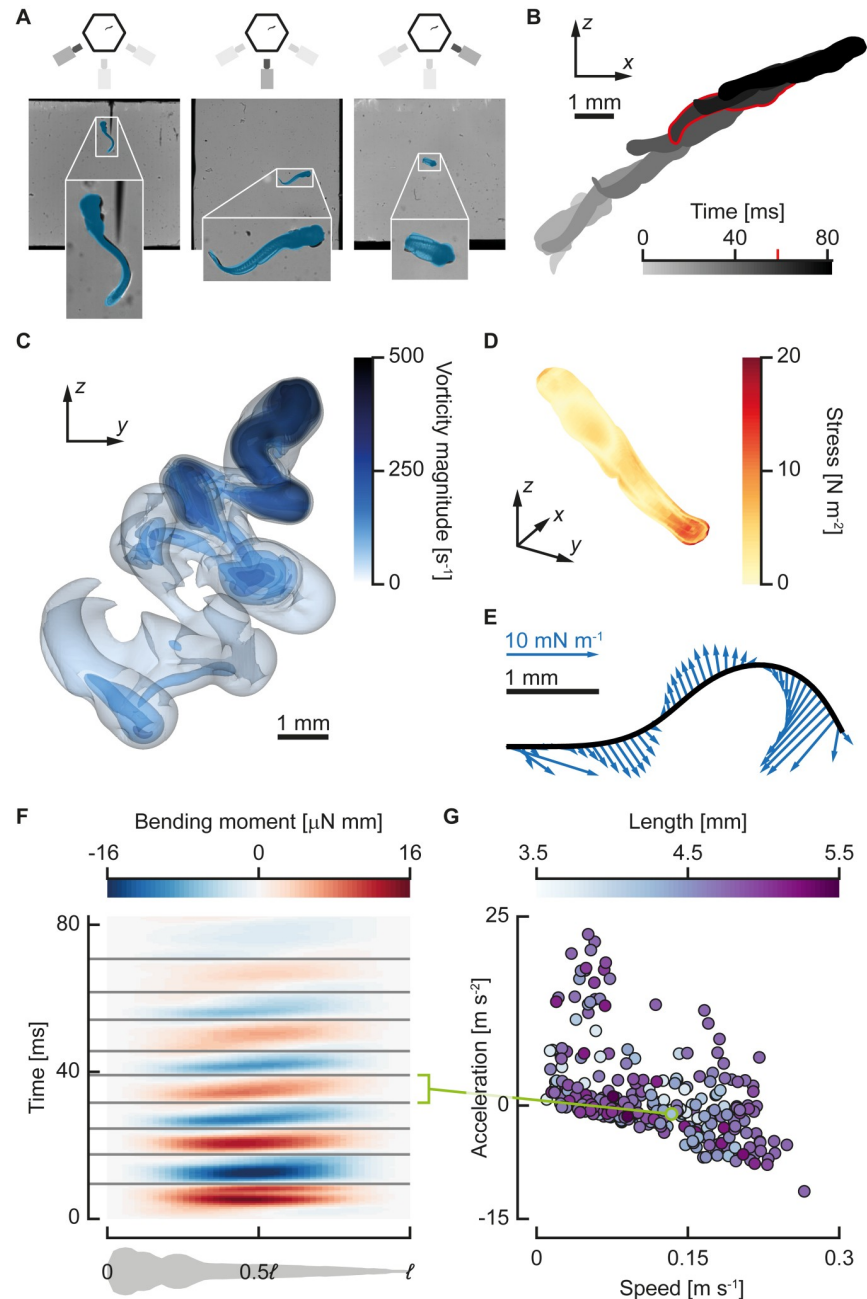 A
B
z
x
1 mm
Time [ms]
0 40 80
C
z
y
500
250
0
Vorticity magnitude [s⁻¹]
1 mm
D
z
x
y
20
10
0
Stress [N m⁻²]
E
10 mN m⁻¹
1 mm
F
Bending moment [µN mm]
-16 0 16
80
40
0
Time [ms]
0 0.5ℓ ℓ
G
Length [mm]
3.5 4.5 5.5
25
0
-15
Acceleration [m s⁻²]
0 0.15 0.3
Speed [m s⁻¹]